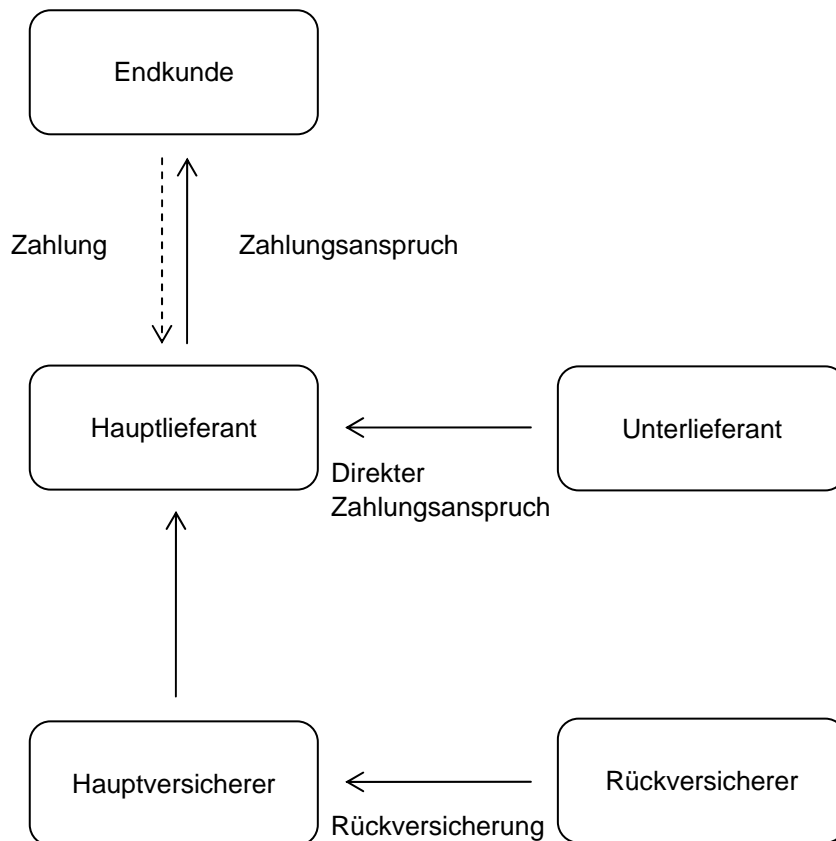 Endkunde
Zahlung
Zahlungsanspruch
Hauptlieferant
Unterlieferant
Direkter
Zahlungsanspruch
Hauptversicherer
Rückversicherer
Rückversicherung